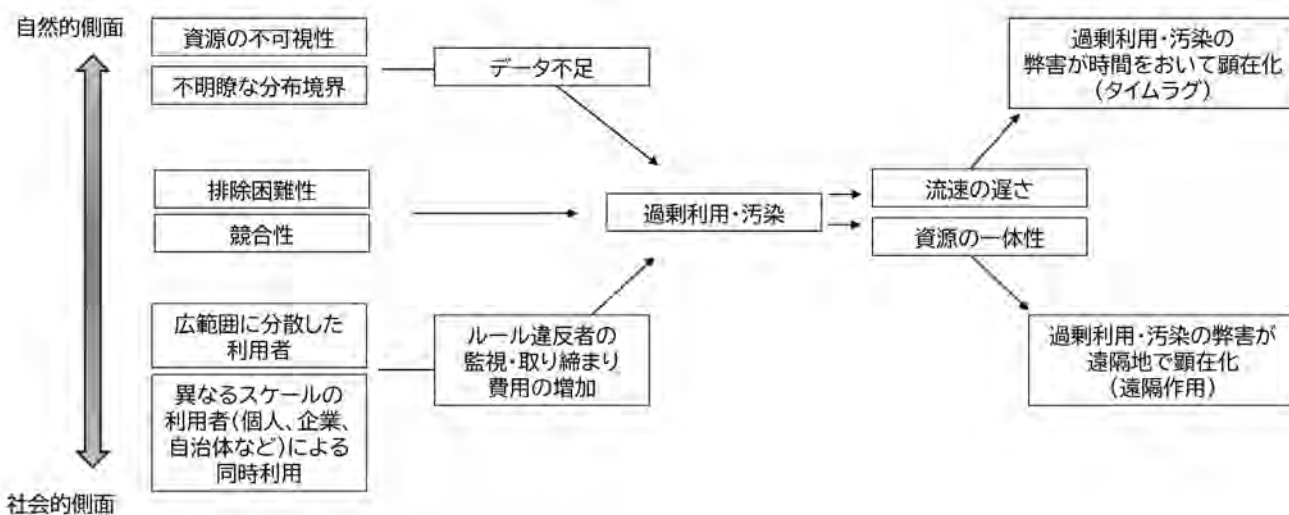 自然的側面
資源の不可視性
不明瞭な分布境界
データ不足
排除困難性
競合性
広範囲に分散した
利用者
異なるスケールの
利用者(個人、企業、
自治体など)による
同時利用
ルール違反者の
監視・取り締まり
費用の増加
社会的側面
過剰利用・汚染
流速の遅さ
資源の一体性
過剰利用・汚染の
弊害が時間をおいて顕在化
(タイムラグ)
過剰利用・汚染の弊害が
遠隔地で顕在化
(遠隔作用)